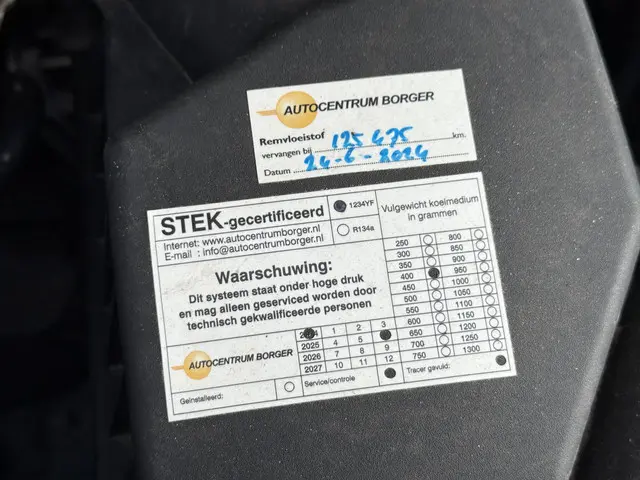 AUTOCENTRUM BORGER
Remvloeistof
vervangen bij 125 475 km.
Datum 24-6-2024
STEK-gecertificeerd
Internet: www.autocentrumborger.nl
E-mail : info@autocentrumborger.nl
1234YF
R134a
Vulgewicht koeimedium
in grammen
Waarschuwing:
Dit systeem staat onder hoge druk
en mag alleen geserviced worden door
technisch gekwalificeerde personen
250 800
300 850
350 900
400 950
450 1000
500 1050
550 1100
600 1150
650 1200
700 1250
750 1300
AUTOCENTRUM BORGER
1 2 3
2025 4 5
2026 7 8 9
2027 10 11 12
Geïnstalleerd:
Service/controle
Tracer gevuld: